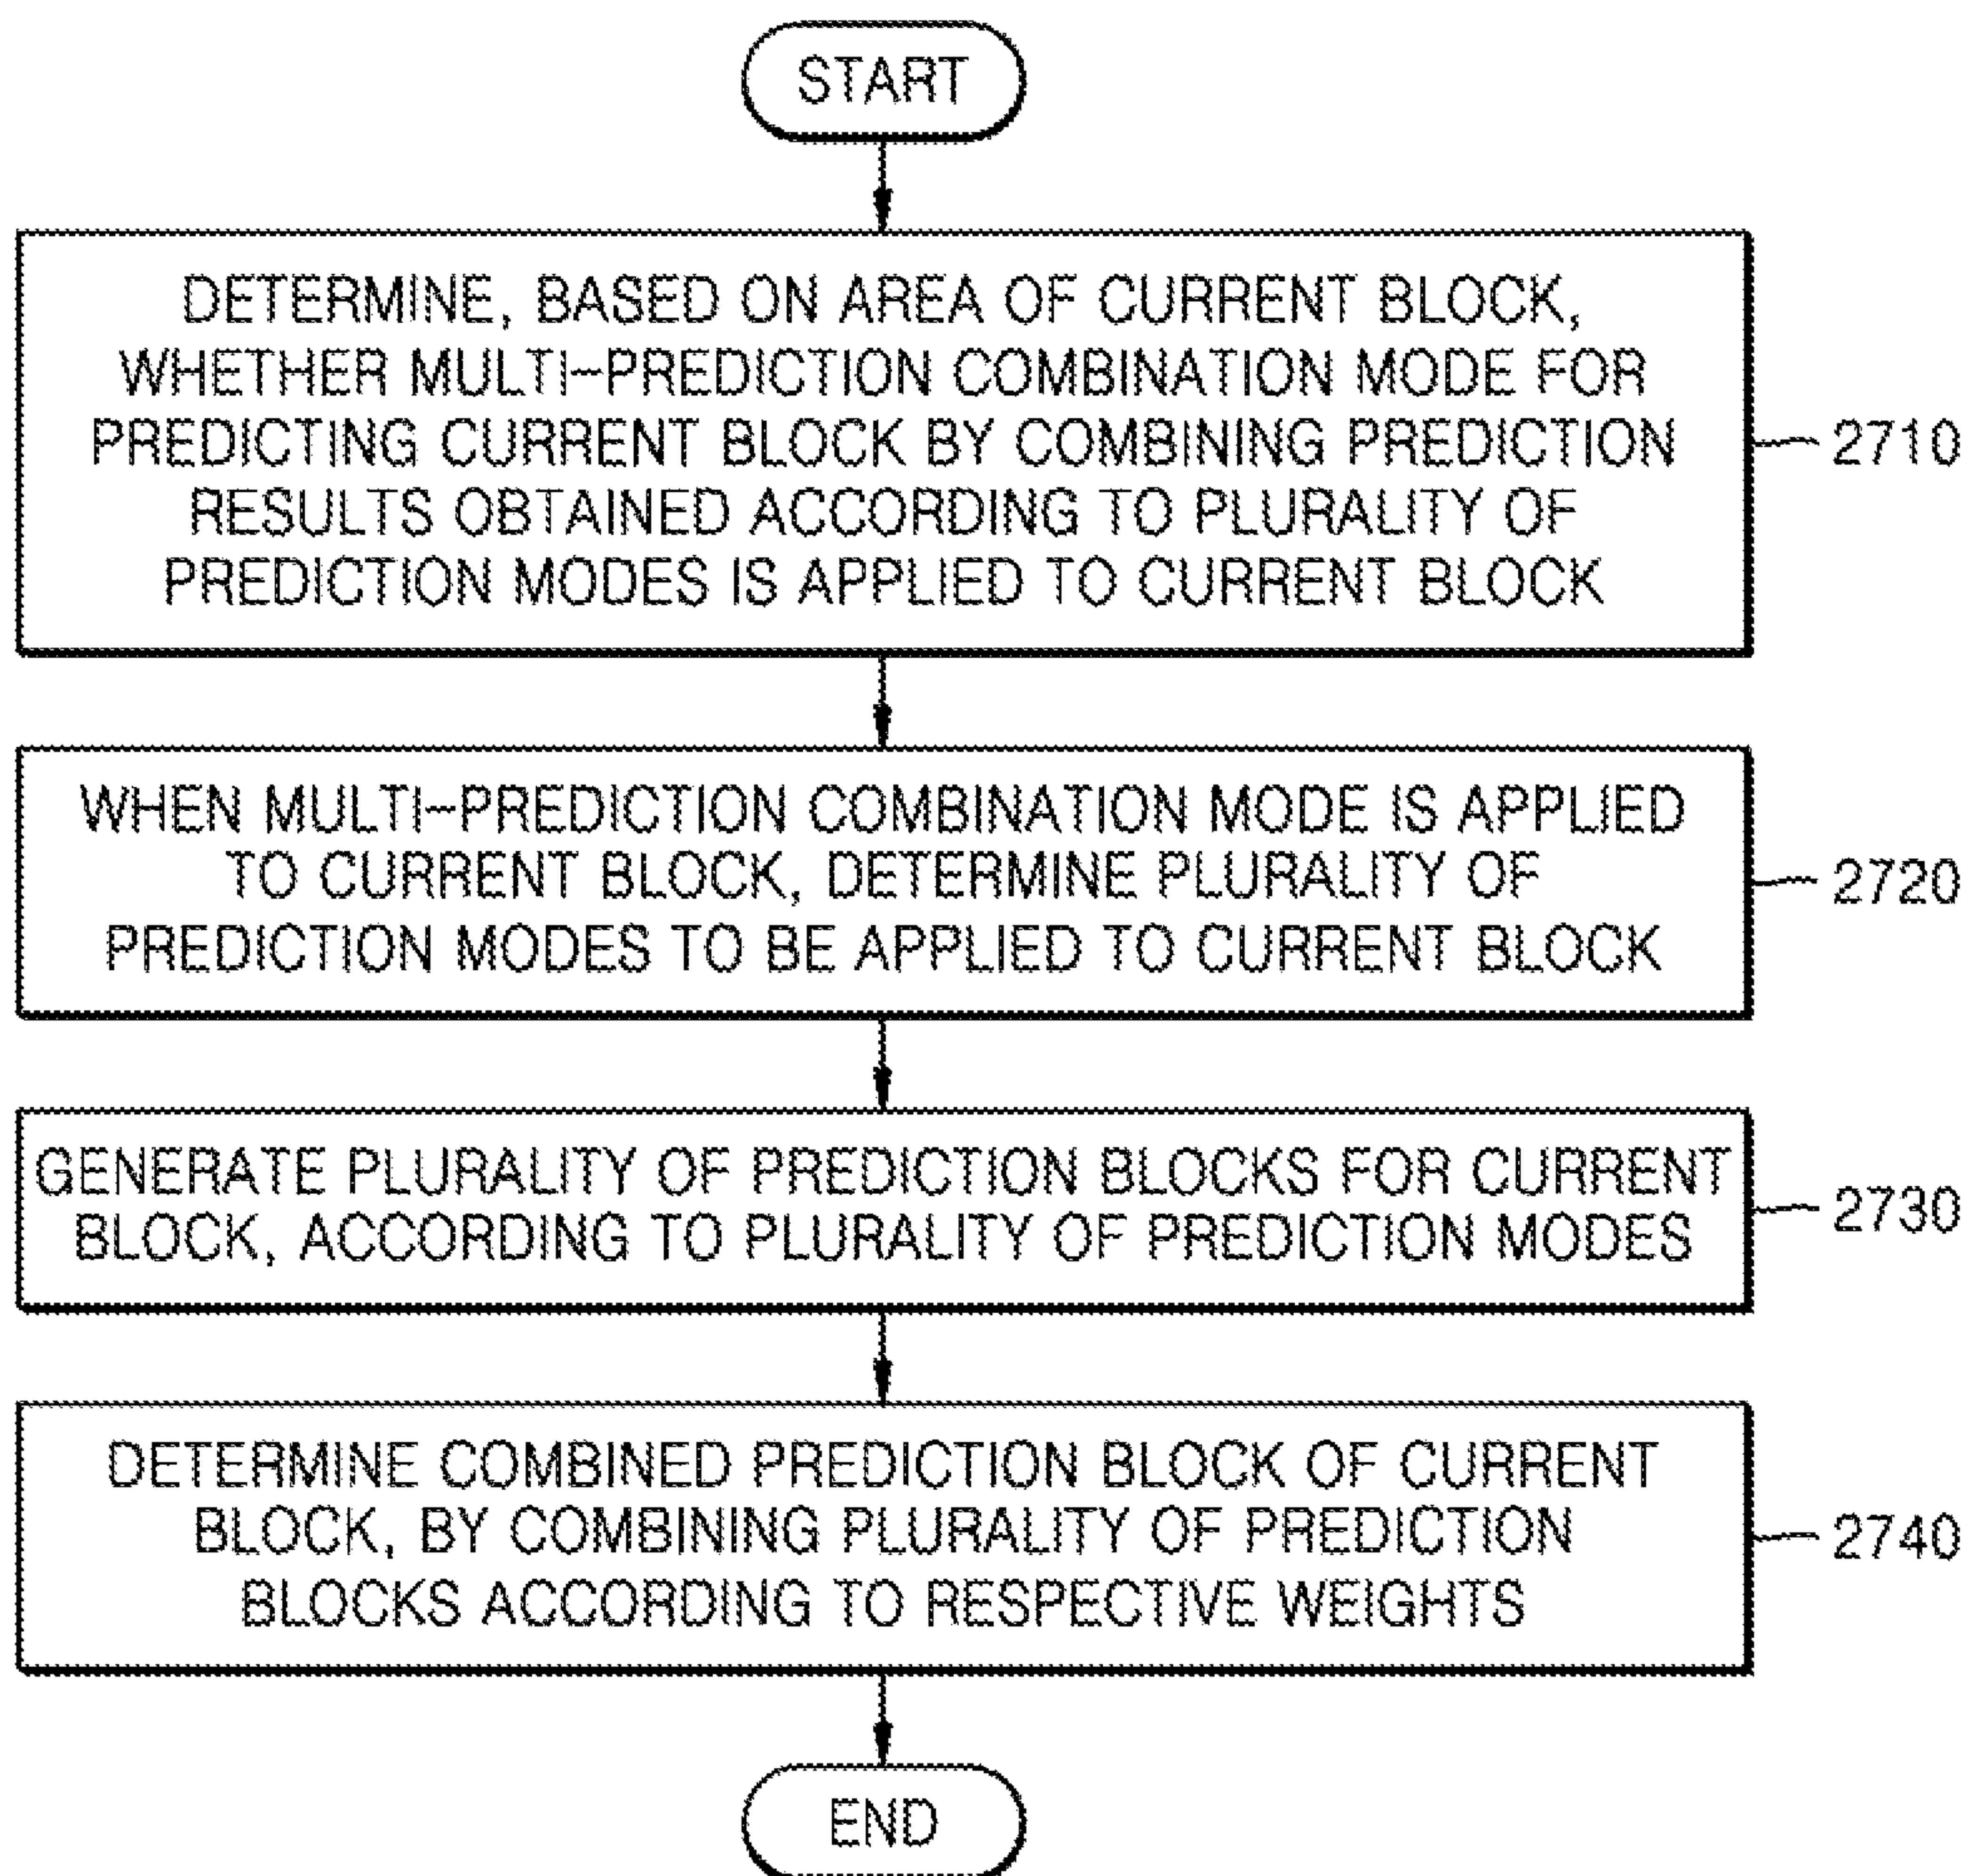 START
DETERMINE, BASED ON AREA OF CURRENT BLOCK,
WHETHER MULTI-PREDICTION COMBINATION MODE FOR
PREDICTING CURRENT BLOCK BY COMBINING PREDICTION
RESULTS OBTAINED ACCORDING TO PLURALITY OF
PREDICTION MODES IS APPLIED TO CURRENT BLOCK
2710
WHEN MULTI-PREDICTION COMBINATION MODE IS APPLIED
TO CURRENT BLOCK, DETERMINE PLURALITY OF
PREDICTION MODES TO BE APPLIED TO CURRENT BLOCK
2720
GENERATE PLURALITY OF PREDICTION BLOCKS FOR CURRENT
BLOCK, ACCORDING TO PLURALITY OF PREDICTION MODES
2730
DETERMINE COMBINED PREDICTION BLOCK OF CURRENT
BLOCK, BY COMBINING PLURALITY OF PREDICTION
BLOCKS ACCORDING TO RESPECTIVE WEIGHTS
2740
END